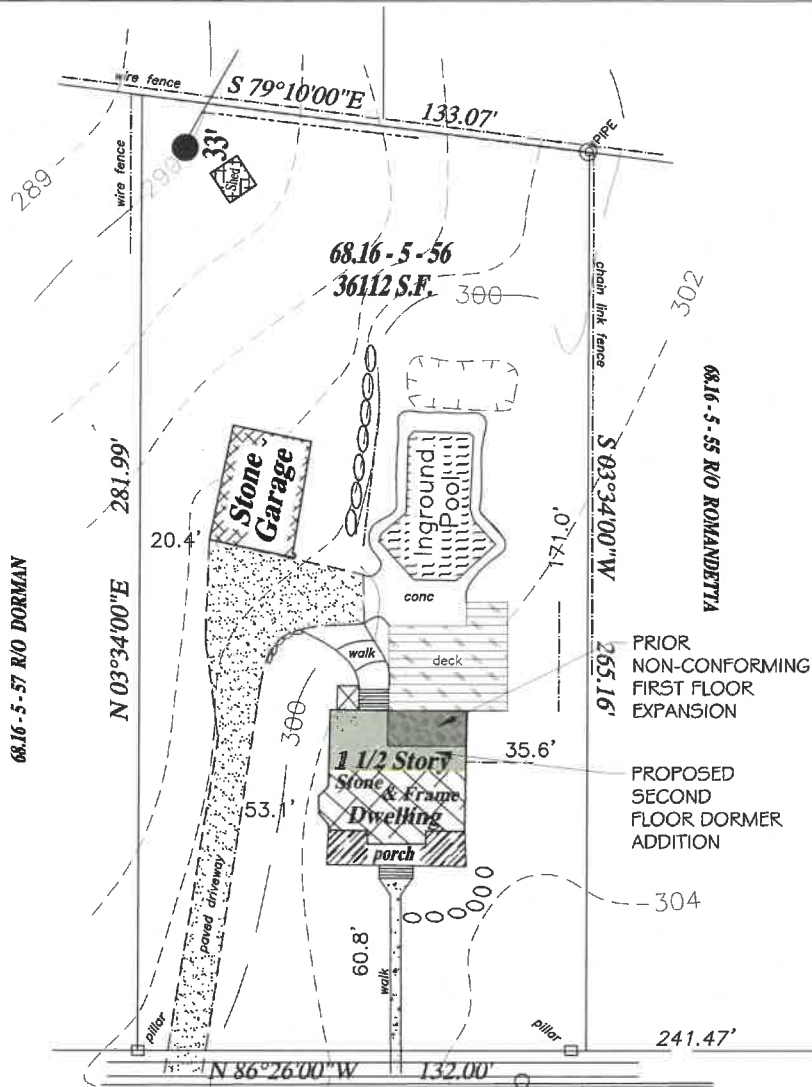 wire fence
S 79°10'00"E
133.07'
PIPE
33'
Shed
wire fence
289
290
68.16 - 5 - 56
36112 S.F.
300
302
chain link fence
68.16 - 5 - 55 R/O ROMANDETTA
N 03°34'00"E 281.99'
S 03°34'00"W 265.16'
Stone
Garage
Inground
Pool
20.4'
171.0'
conc
68.16 - 5 - 57 R/O DORMAN
walk
deck
PRIOR
NON-CONFORMING
FIRST FLOOR
EXPANSION
300
1 1/2 Story
Stone & Frame
Dwelling
35.6'
PROPOSED
SECOND
FLOOR DORMER
ADDITION
53.1'
porch
paved driveway
304
60.8'
walk
pillar
pillar
241.47'
N 86°26'00"W 132.00'